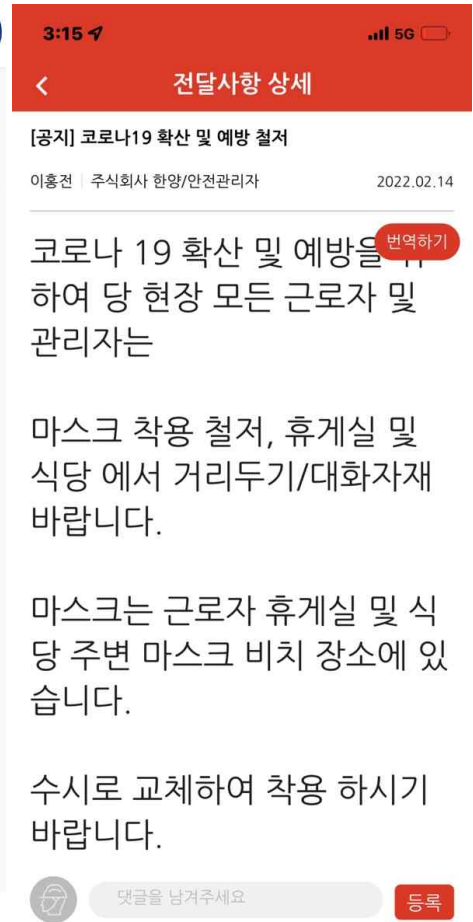 3:15
5G
전달사항 상세
[공지] 코로나19 확산 및 예방 철저
이홍전 주식회사 한양/안전관리자 2022.02.14
번역하기
코로나 19 확산 및 예방을
하여 당 현장 모든 근로자 및
관리자는
마스크 착용 철저, 휴게실 및
식당 에서 거리두기/대화자재
바랍니다.
마스크는 근로자 휴게실 및 식
당 주변 마스크 비치 장소에 있
습니다.
수시로 교체하여 착용 하시기
바랍니다.
댓글을 남겨주세요
등록